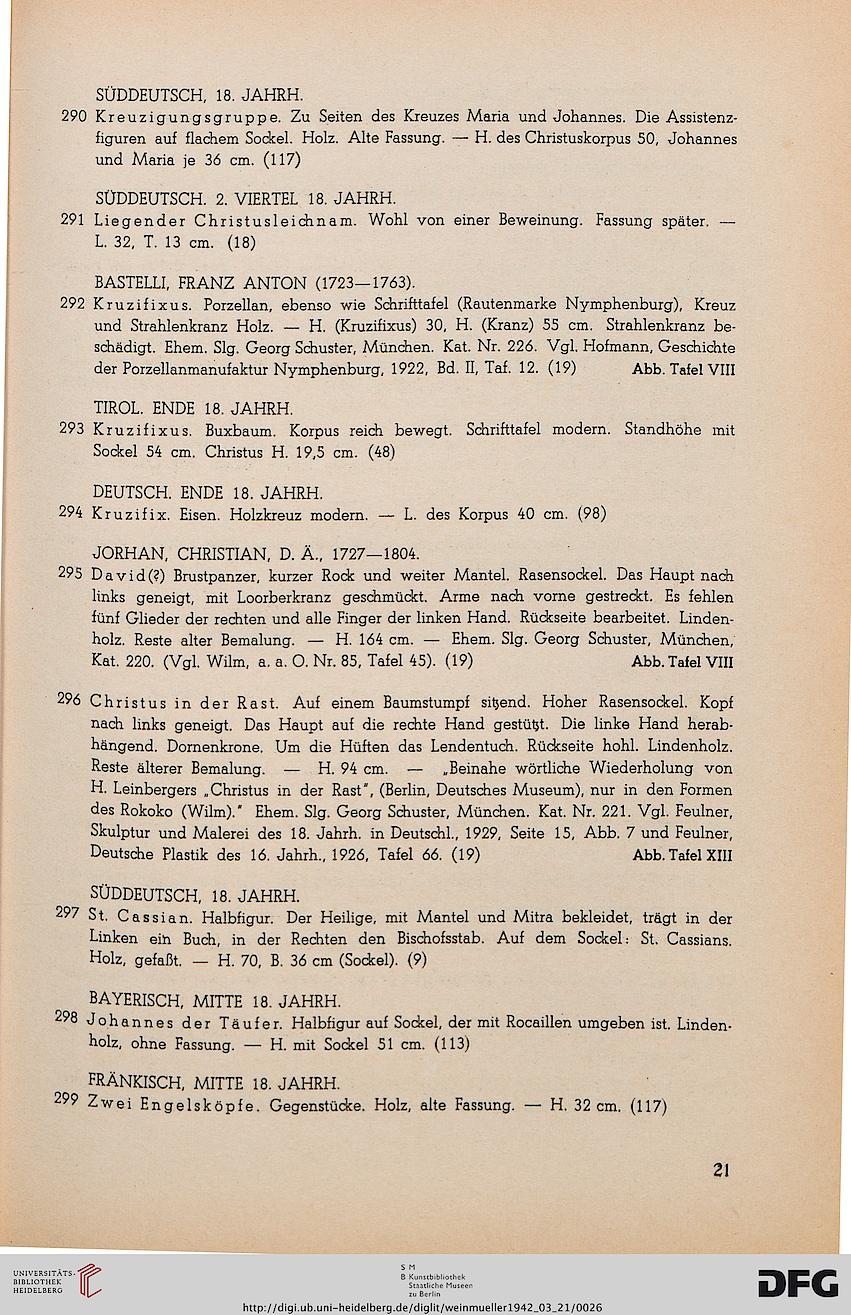 SÜDDEUTSCH, 18. JAHRH.
290 Kreuzigungsgruppe. Zu Seiten des Kreuzes Maria und Johannes. Die Assistenz-
figuren auf flachem Sockel. Holz. Alte Fassung. — H. des Christuskorpus 50, Johannes
und Maria je 36 cm. (117)
SÜDDEUTSCH. 2. VIERTEL 18. JAHRH.
291 Liegender Christusleichnam. Wohl von einer Beweinung. Fassung später. —
L. 32, T. 13 cm. (18)
BASTELLI, FRANZ ANTON (1723—1763).
292 Kruzifixus. Porzellan, ebenso wie Schrifttafel (Rautenmarke Nymphenburg), Kreuz
und Strahlenkranz Holz. — H. (Kruzifixus) 30, H. (Kranz) 55 cm. Strahlenkranz be-
schädigt. Ehem. Slg. Georg Schuster, München. Kat. Nr. 226. Vgl. Hofmann, Geschichte
der Porzellanmanufaktur Nymphenburg, 1922, Bd. II, Taf. 12. (19) Abb. Tafel VIII
TIROL. ENDE 18. JAHRH.
293 Kruzifixus. Buxbaum. Korpus reich bewegt. Schrifttafel modern. Standhöhe mit
Sockel 54 cm. Christus H. 19,5 cm. (48)
DEUTSCH. ENDE 18. JAHRH.
294 Kruzifix. Eisen. Holzkreuz modern. — L. des Korpus 40 cm. (98)
JORHAN, CHRISTIAN, D. Ä., 1727—1804.
295 David(?) Brustpanzer, kurzer Rock und weiter Mantel. Rasensockel. Das Haupt nach
links geneigt, mit Loorberkranz geschmückt. Arme nach vorne gestreckt. Es fehlen
fünf Glieder der rechten und alle Finger der linken Hand. Rückseite bearbeitet. Linden-
holz. Reste alter Bemalung. — H. 164 cm. — Ehem. Slg. Georg Schuster, München,
Kat. 220. (Vgl. Wilm, a. a. O. Nr. 85, Tafel 45). (19) Abb. Tafel VIII
296 Christus in der Rast. Auf einem Baumstumpf sitzend. Hoher Rasensockel. Kopf
nach links geneigt. Das Haupt auf die rechte Hand gestützt. Die linke Hand herab-
hängend. Dornenkrone. Um die Hüften das Lendentuch. Rückseite hohl. Lindenholz.
Reste älterer Bemalung. — H. 94 cm. — „Beinahe wörtliche Wiederholung von
H. Leinbergers „Christus in der Rast", (Berlin, Deutsches Museum), nur in den Formen
des Rokoko (Wilm)." Ehem. Slg. Georg Schuster, München. Kat. Nr. 221. Vgl. Feulner,
Skulptur und Malerei des 18. Jahrh. in Deutschl., 1929, Seite 15, Abb. 7 und Feulner,
Deutsche Plastik des 16. Jahrh., 1926, Tafel 66. (19) Abb. Tafel XIII
SÜDDEUTSCH, 18. JAHRH.
297 St. Cassian. Halbfigur. Der Heilige, mit Mantel und Mitra bekleidet, trägt in der
Linken ein Buch, in der Rechten den Bischofsstab. Auf dem Sockel: St. Cassians.
Holz, gefaßt. — H. 70, B. 36 cm (Sockel). (9)
BAYERISCH, MITTE 18. JAHRH.
298 Johannes der Täufer. Halbfigur auf Sockel, der mit Rocaillen umgeben ist. Linden-
holz, ohne Fassung. — H. mit Sockel 51 cm. (113)
FRÄNKISCH, MITTE 18. JAHRH.
299 Zwei Engelsköpfe. Gegenstücke. Holz, alte Fassung. — H. 32 cm. (117)
21
UNIVERSITÄTS-
BIBLIOTHEK
HEIDELBERG
S M
B Kunstbibliothek
Staatliche Museen
zu Berlin
http://digi.ub.uni-heidelberg.de/diglit/weinmueller1942_03_21/0026
DFG